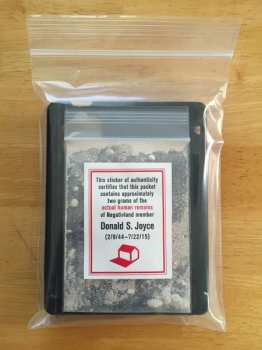 This sticker of authenticity
certifies that this packet
contains approximately
two grams of the
actual human remains
of Negativland member
Donald S. Joyce
(2/9/44–7/22/15)